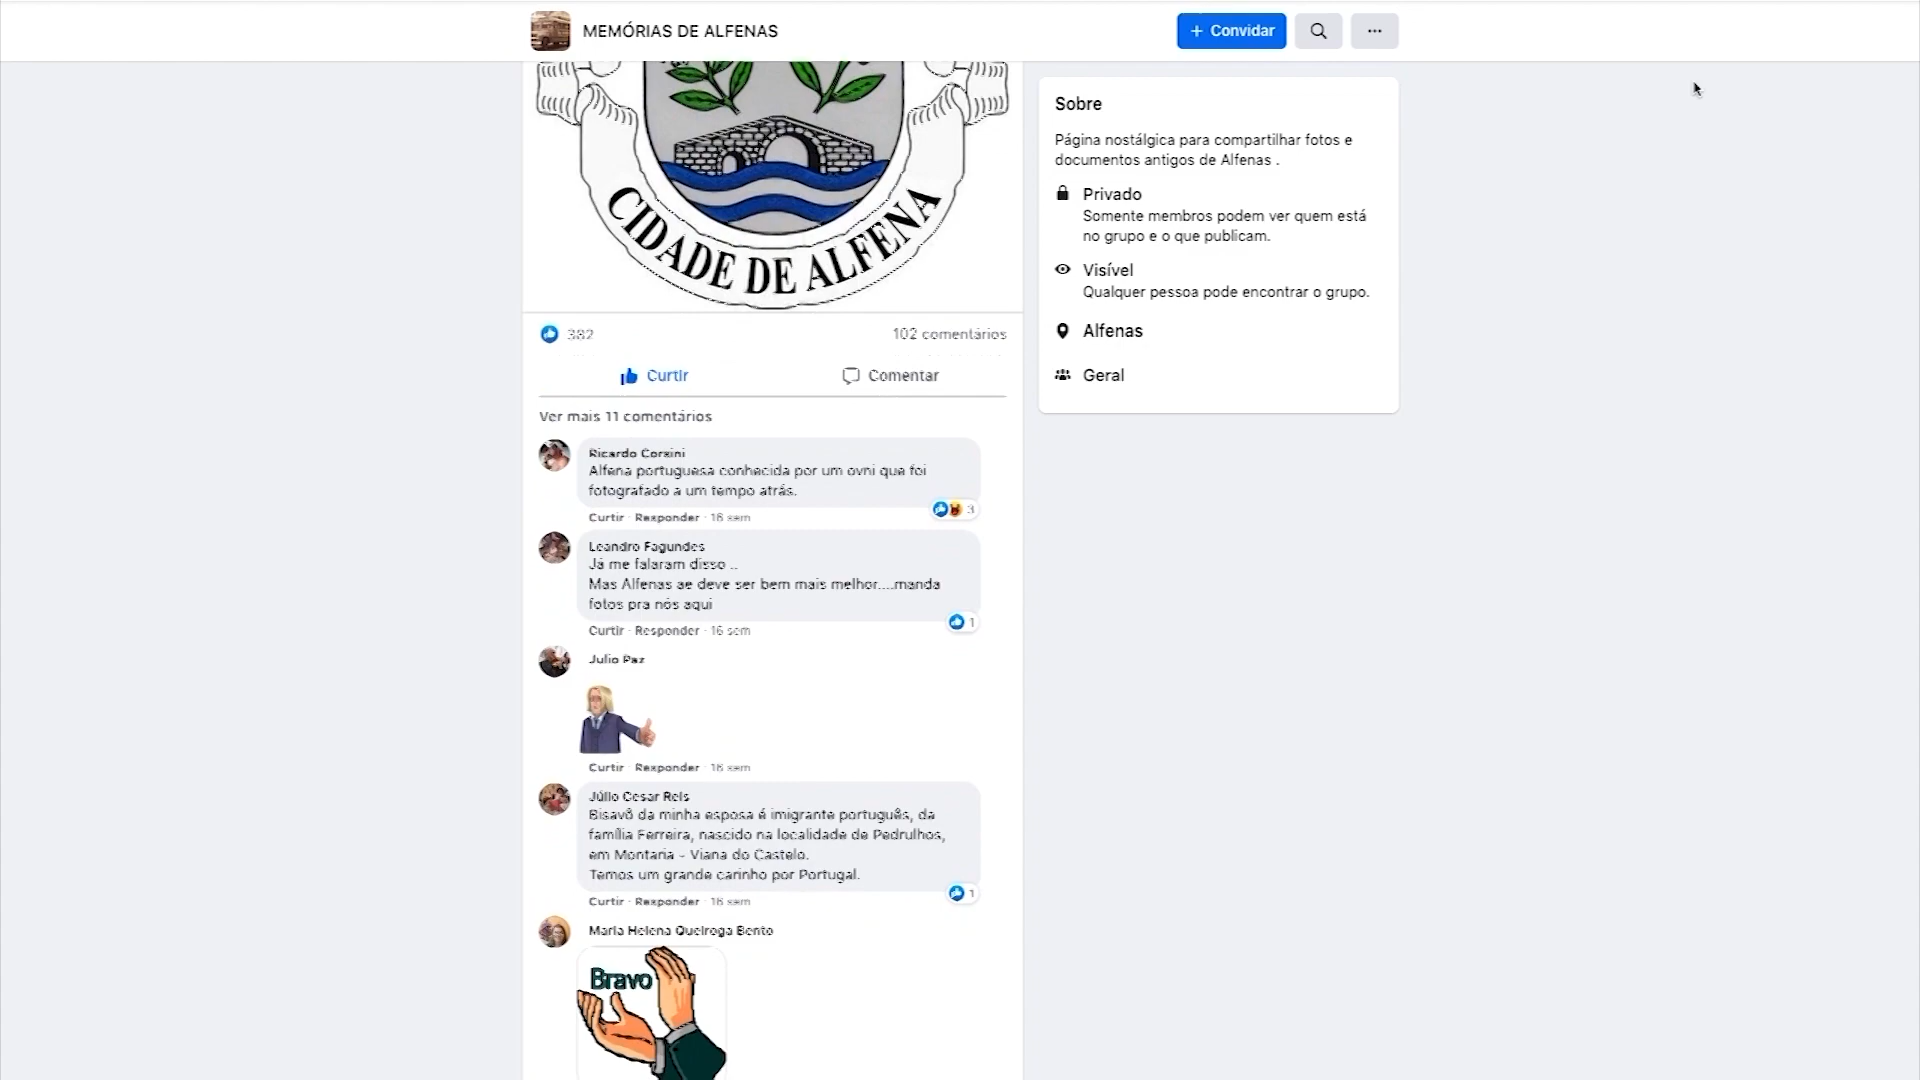 MEMÓRIAS DE ALFENAS
+ Convidar
CIDADE DE ALFENA
382
102 comentários
Curtir
Comentar
Ver mais 11 comentários
Ricardo Corsini
Alfena portuguesa conhecida por um ovni que foi
fotografado a um tempo atrás.
3
Curtir · Responder · 16 sem
Leandro Fagundes
Já me falaram disso ..
Mas Alfenas ae deve ser bem mais melhor....manda
fotos pra nós aqui
1
Curtir · Responder · 16 sem
Julio Paz
Curtir · Responder · 16 sem
Júlio Cesar Reis
Bisavô da minha esposa é imigrante português, da
família Ferreira, nascido na localidade de Pedrulhos,
em Montaria - Viana do Castelo.
Temos um grande carinho por Portugal.
1
Curtir · Responder · 16 sem
Maria Helena Queiroga Bento
Bravo
Sobre
Página nostálgica para compartilhar fotos e
documentos antigos de Alfenas .
Privado
Somente membros podem ver quem está
no grupo e o que publicam.
Visível
Qualquer pessoa pode encontrar o grupo.
Alfenas
Geral